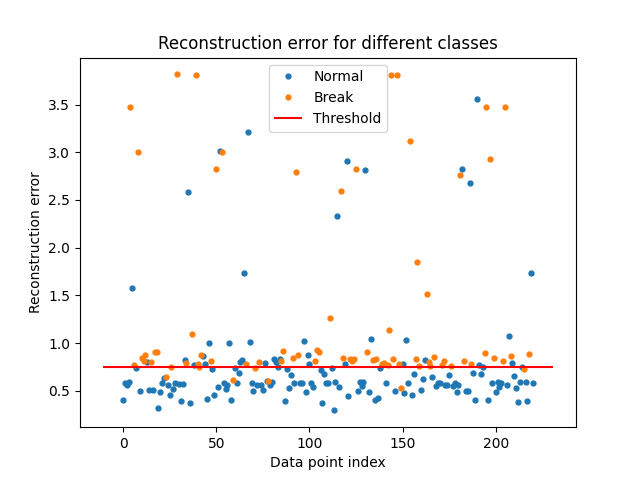 Reconstruction error for different classes
Normal
Break
Threshold
3.5
3.0
2.5
2.0
1.5
1.0
0.5
Reconstruction error
0 50 100 150 200
Data point index